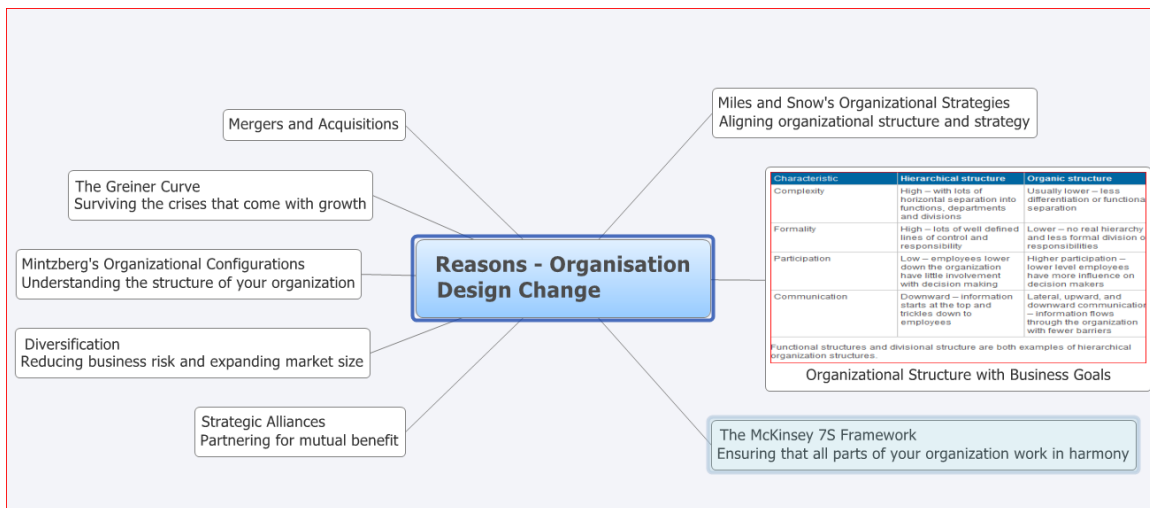 Mergers and Acquisitions
The Greiner Curve
Surviving the crises that come with growth
Mintzberg's Organizational Configurations
Understanding the structure of your organization
Diversification
Reducing business risk and expanding market size
Strategic Alliances
Partnering for mutual benefit
Reasons - Organisation
Design Change
Miles and Snow's Organizational Strategies
Aligning organizational structure and strategy
Characteristic Hierarchical structure Organic structure
Complexity High – with lots of Usually lower – less
horizontal separation into differentiation or functiona
functions, departments separation
and divisions
Formality High – lots of well defined Lower – no real hierarchy
lines of control and and less formal division o
responsibility responsibilities
Participation Low – employees lower Higher participation –
down the organization lower level employees
have little involvement have more influence on
with decision making decision makers
Communication Downward – information Lateral, upward, and
starts at the top and downward communication
trickles down to – information flows
employees through the organization
with fewer barriers
Functional structures and divisional structure are both examples of hierarchical
organization structures.
Organizational Structure with Business Goals
The McKinsey 7S Framework
Ensuring that all parts of your organization work in harmony